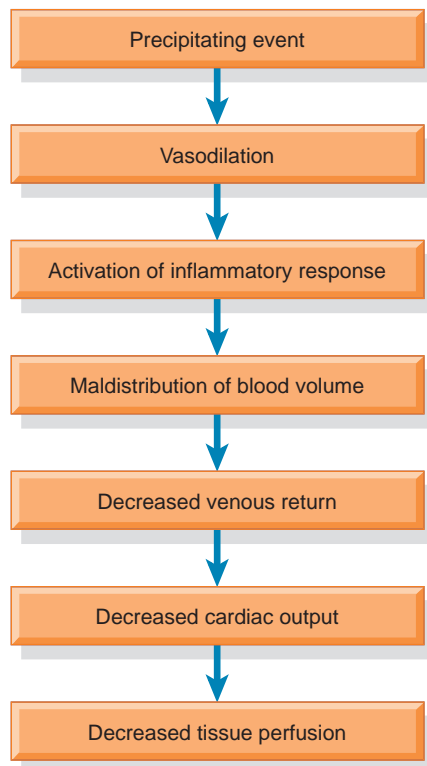 Precipitating event
Vasodilation
Activation of inflammatory response
Maldistribution of blood volume
Decreased venous return
Decreased cardiac output
Decreased tissue perfusion